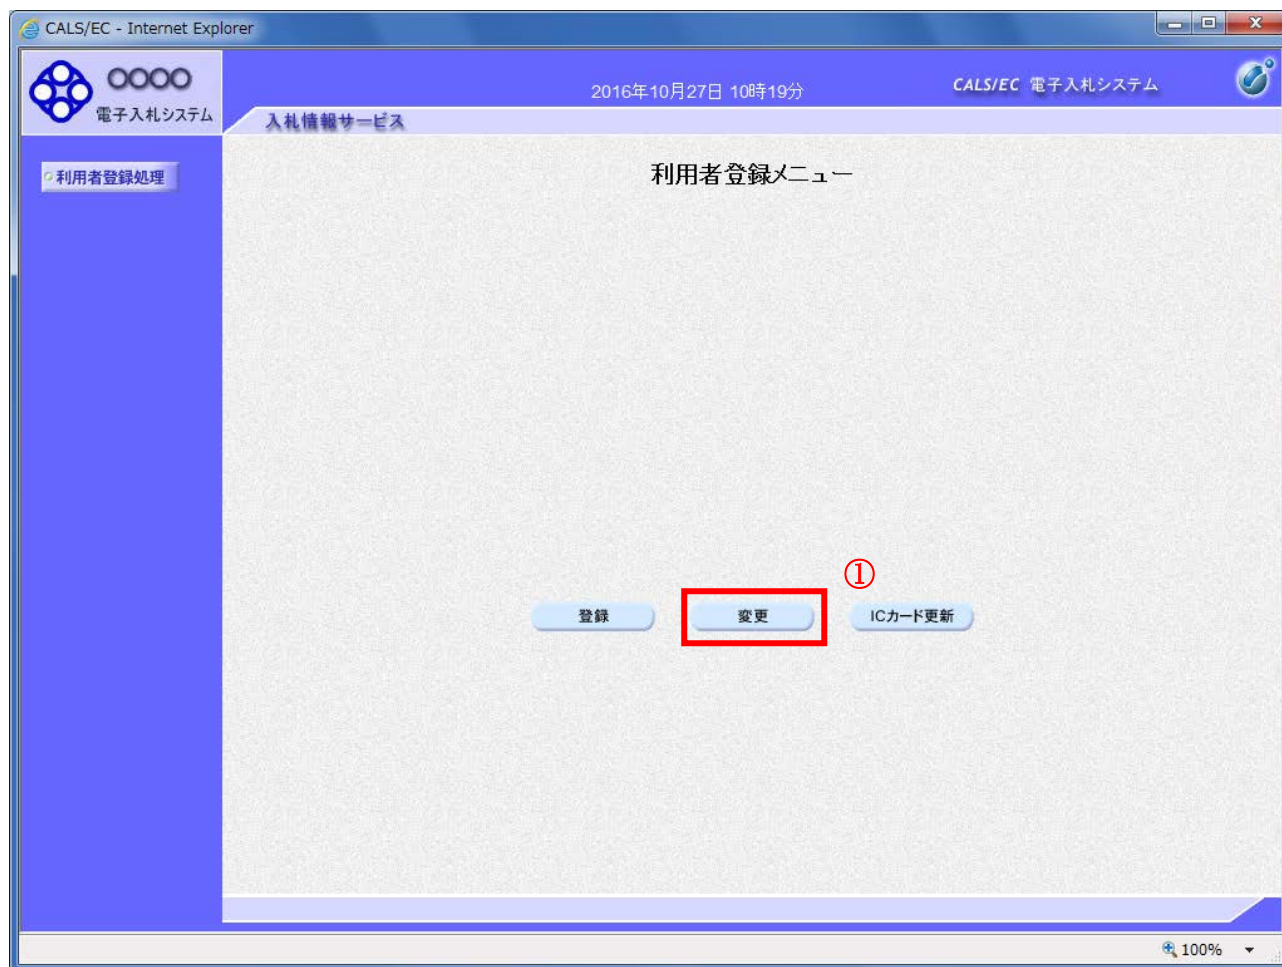 CALS/EC - Internet Explorer
○○○○
電子入札システム
2016年10月27日 10時19分
CALS/EC 電子入札システム
入札情報サービス
利用者登録処理
利用者登録メニュー
①
登録
変更
ICカード更新
100%